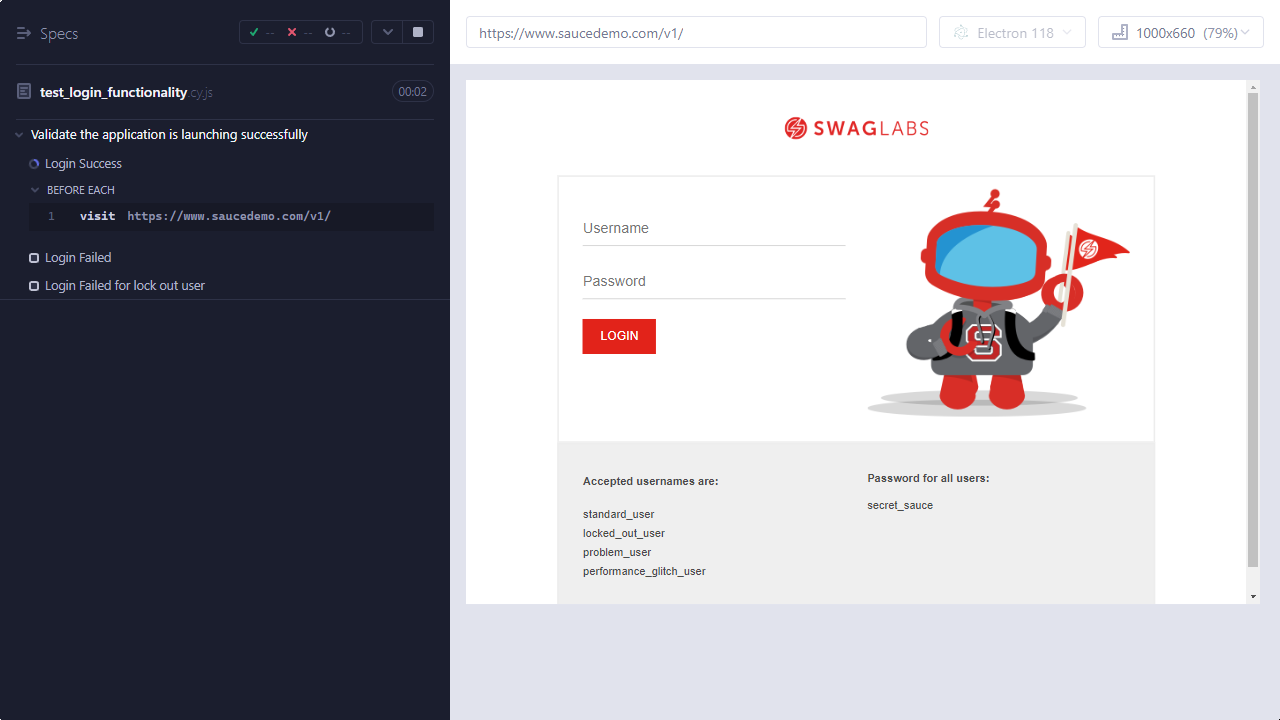 Specs
-- -- --
test_login_functionality.cy.js 00:02
Validate the application is launching successfully
Login Success
BEFORE EACH
1 visit https://www.saucedemo.com/v1/
Login Failed
Login Failed for lock out user
https://www.saucedemo.com/v1/ Electron 118 1000x660 (79%)
SWAGLABS
Username
Password
LOGIN
S
Accepted usernames are:
standard_user
locked_out_user
problem_user
performance_glitch_user
Password for all users:
secret_sauce